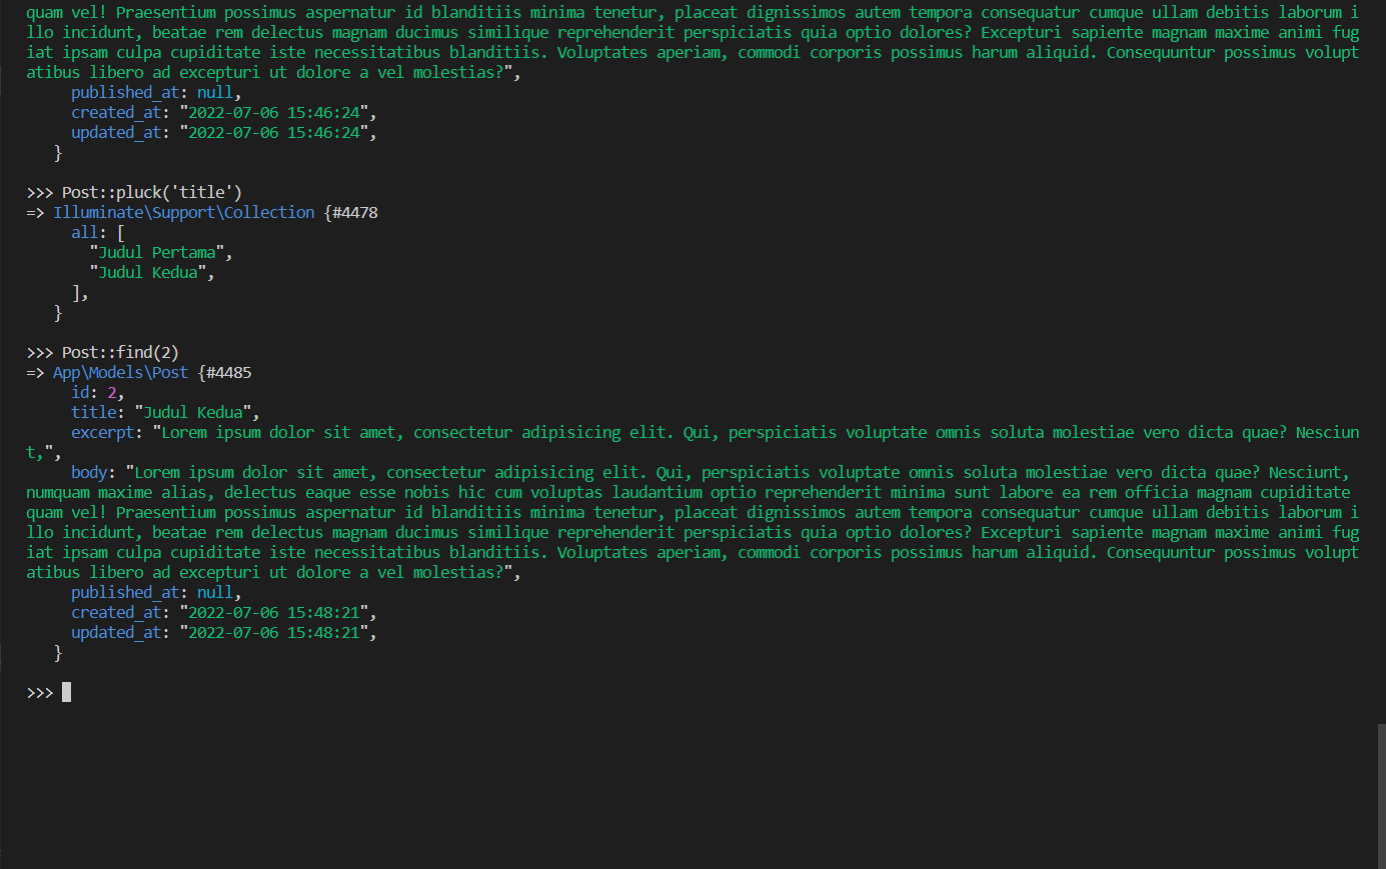 quam vel! Praesentium possimus aspernatur id blanditiis minima tenetur, placeat dignissimos autem tempora consequatur cumque ullam debitis laborum i
llo incidunt, beatae rem delectus magnam ducimus similique reprehenderit perspiciatis quia optio dolores? Excepturi sapiente magnam maxime animi fug
iat ipsam culpa cupiditate iste necessitatibus blanditiis. Voluptates aperiam, commodi corporis possimus harum aliquid. Consequuntur possimus volupt
atibus libero ad excepturi ut dolore a vel molestias?",
published_at: null,
created_at: "2022-07-06 15:46:24",
updated_at: "2022-07-06 15:46:24",
}
>>> Post::pluck('title')
=> Illuminate\Support\Collection {#4478
all: [
"Judul Pertama",
"Judul Kedua",
],
}
>>> Post::find(2)
=> App\Models\Post {#4485
id: 2,
title: "Judul Kedua",
excerpt: "Lorem ipsum dolor sit amet, consectetur adipisicing elit. Qui, perspiciatis voluptate omnis soluta molestiae vero dicta quae? Nesciun
t,",
body: "Lorem ipsum dolor sit amet, consectetur adipisicing elit. Qui, perspiciatis voluptate omnis soluta molestiae vero dicta quae? Nesciunt,
numquam maxime alias, delectus eaque esse nobis hic cum voluptas laudantium optio reprehenderit minima sunt labore ea rem officia magnam cupiditate
quam vel! Praesentium possimus aspernatur id blanditiis minima tenetur, placeat dignissimos autem tempora consequatur cumque ullam debitis laborum i
llo incidunt, beatae rem delectus magnam ducimus similique reprehenderit perspiciatis quia optio dolores? Excepturi sapiente magnam maxime animi fug
iat ipsam culpa cupiditate iste necessitatibus blanditiis. Voluptates aperiam, commodi corporis possimus harum aliquid. Consequuntur possimus volupt
atibus libero ad excepturi ut dolore a vel molestias?",
published_at: null,
created_at: "2022-07-06 15:48:21",
updated_at: "2022-07-06 15:48:21",
}
>>>